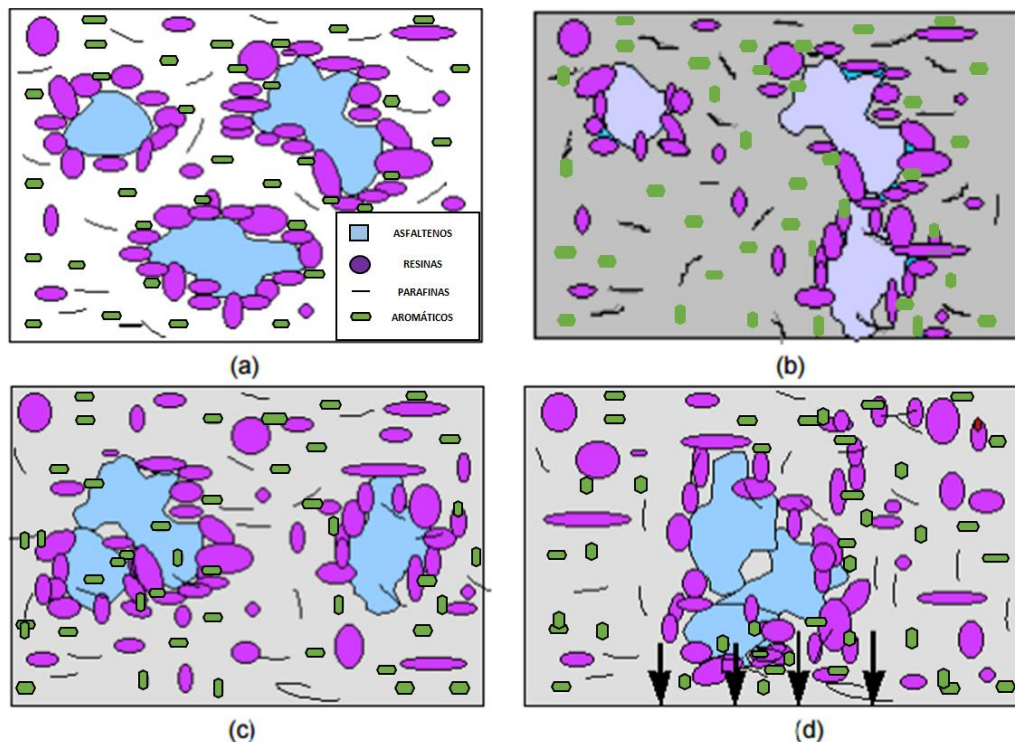 ASFALTENOS
RESINAS
PARAFINAS
AROMÁTICOS
(a)
(b)
(c)
(d)